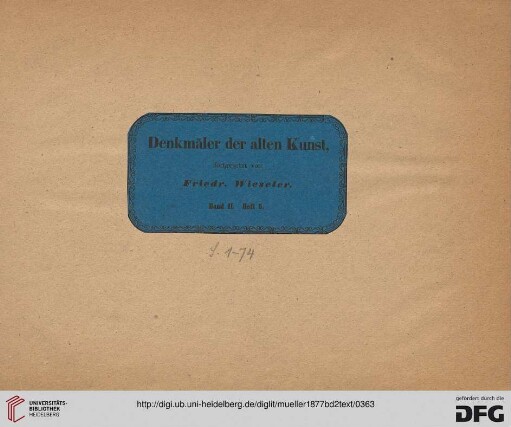 Denkmäler der alten Kunst,
Friedr. Wieseler.
Band II. Heft
S. 1-74
UNIVERSITÄTS-
BIBLIOTHEK
HEIDELBERG
http://digi.ub.uni-heidelberg.de/diglit/mueller1877bd2text/0363
gefördert durch die
DFG